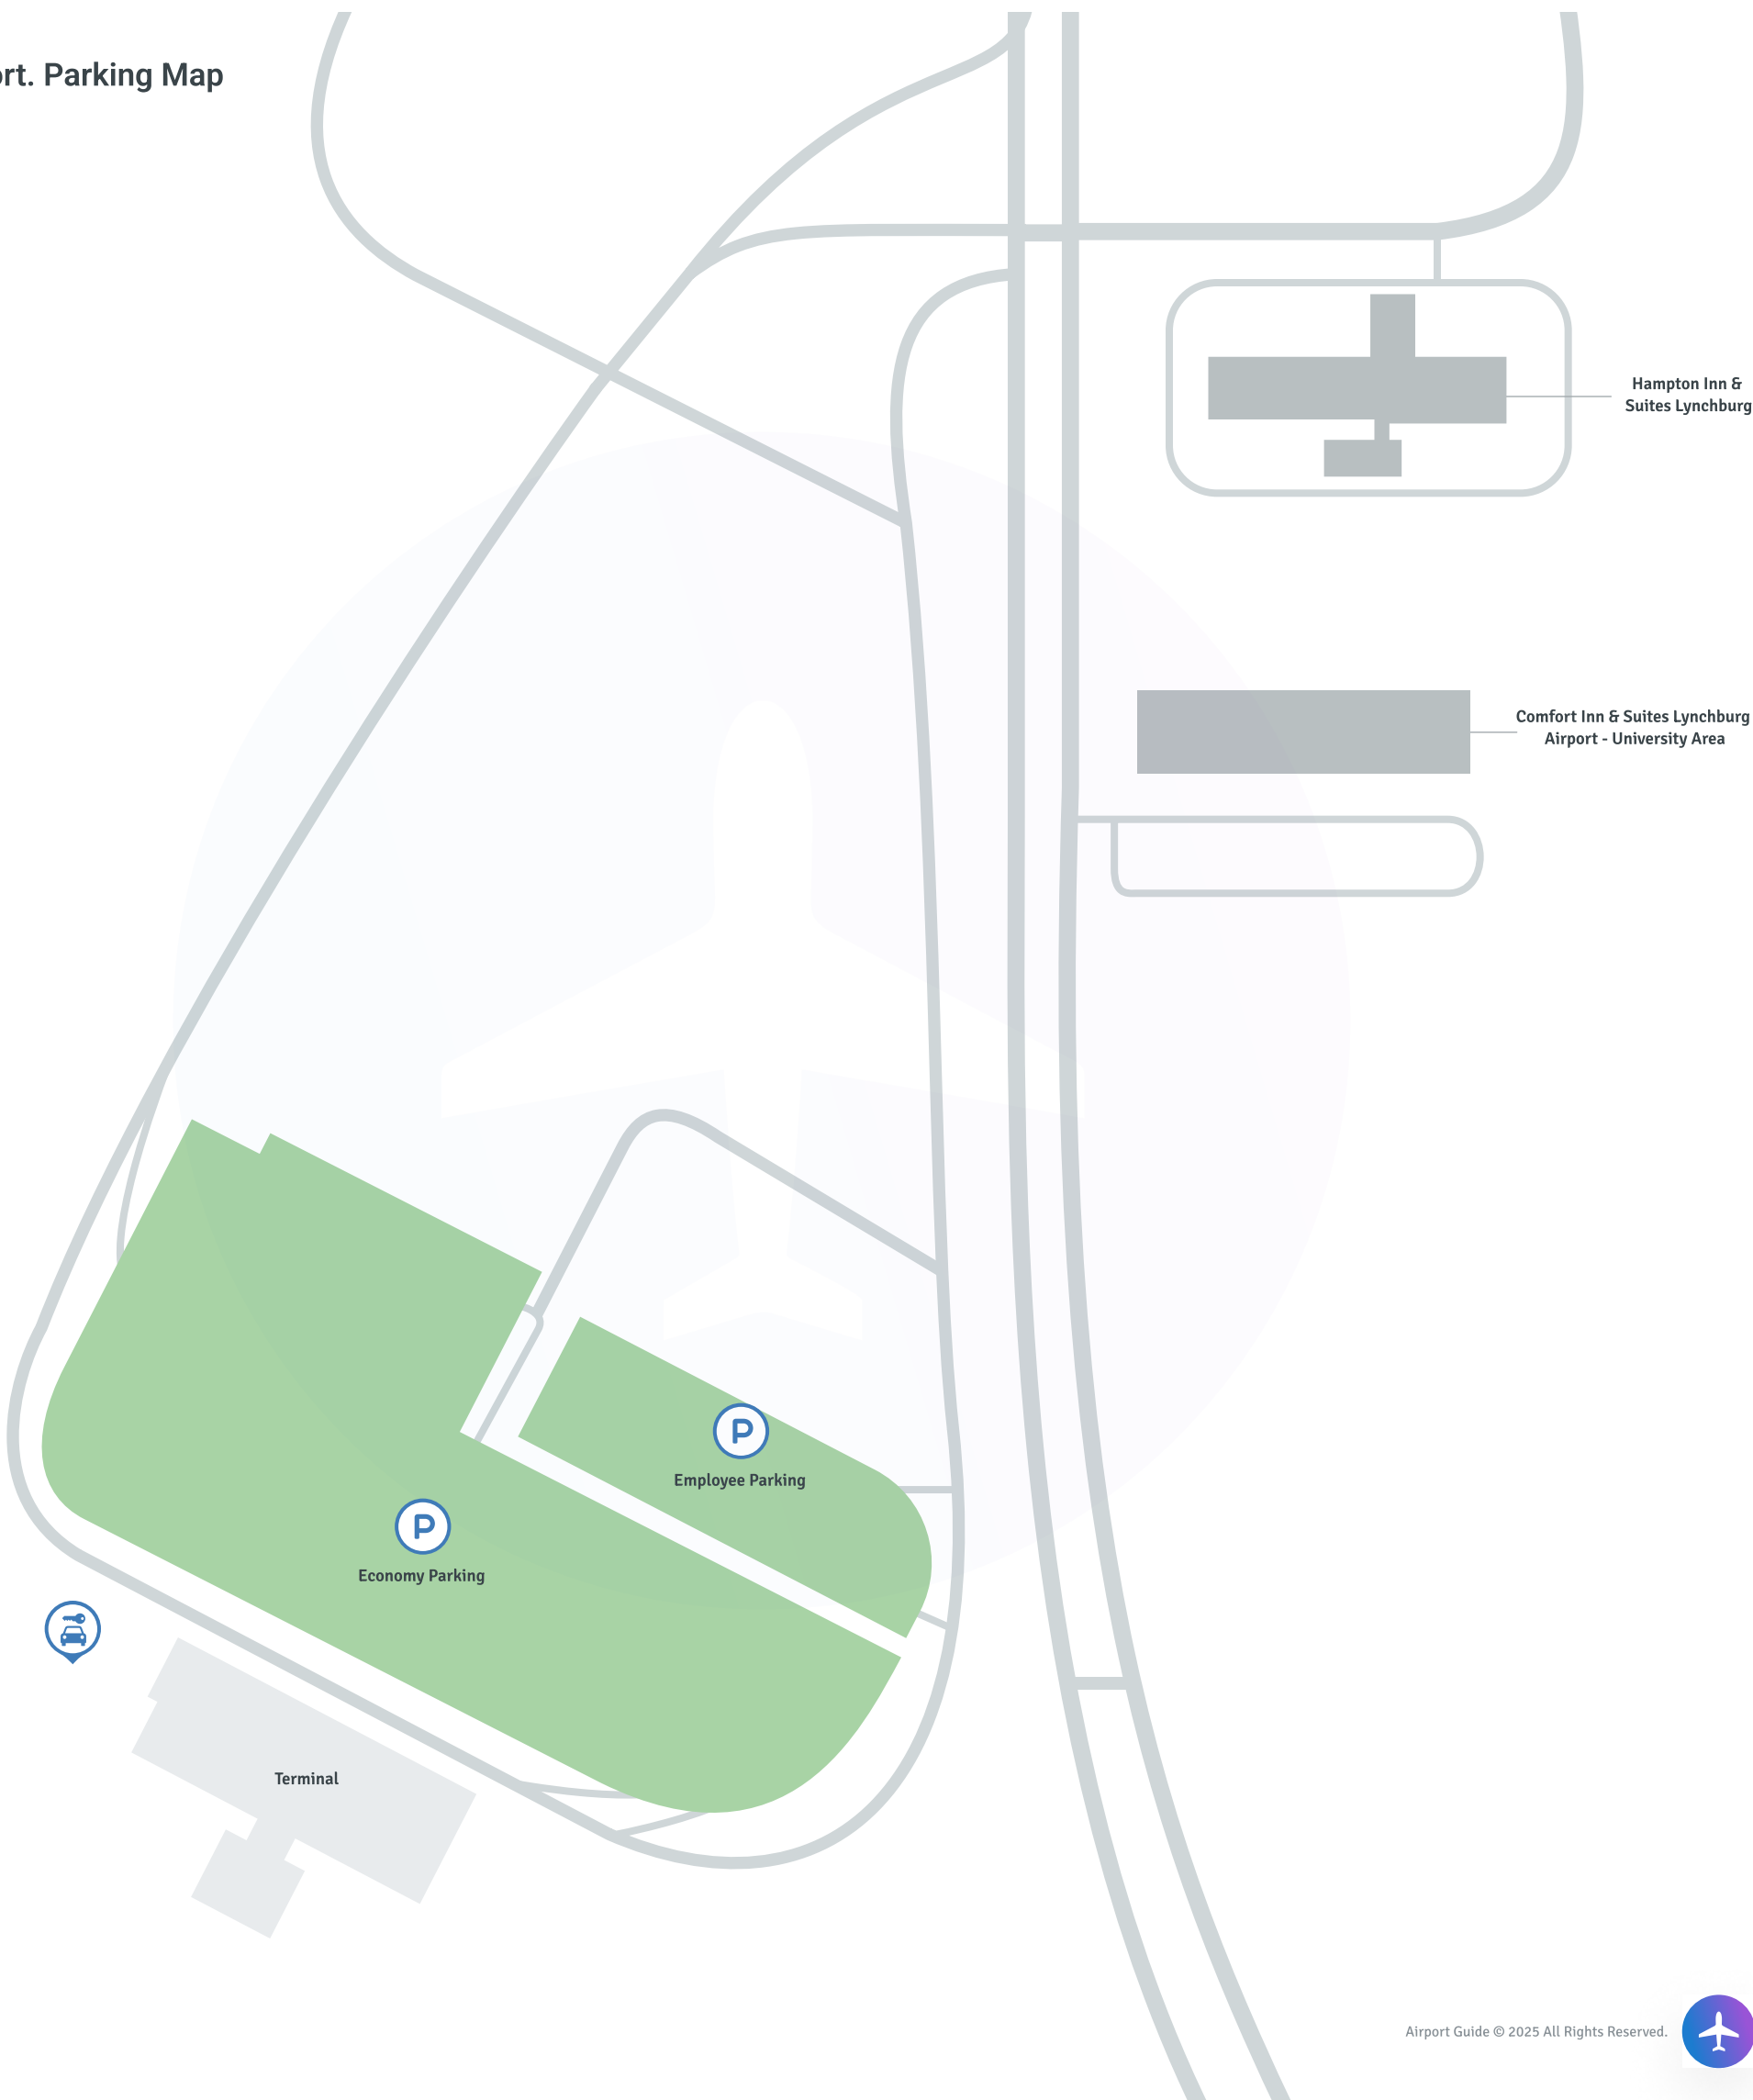 Parking Map
Hampton Inn &
Suites Lynchburg
Comfort Inn & Suites Lynchburg
Airport - University Area
P
Employee Parking
P
Economy Parking
Terminal
Airport Guide © 2025 All Rights Reserved.